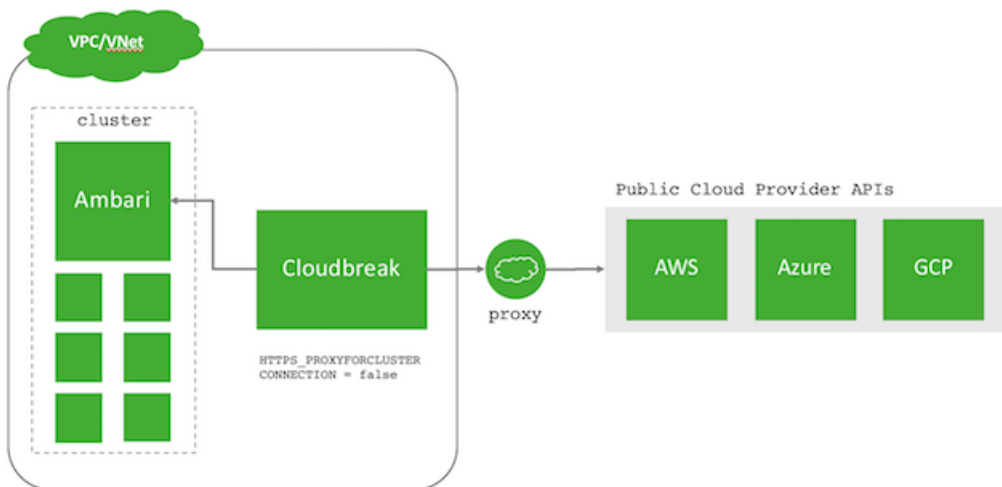 VPC/VNet
cluster
Ambari
Cloudbreak
HTTPS_PROXYFORCLUSTER
CONNECTION = false
proxy
Public Cloud Provider APIs
AWS
Azure
GCP